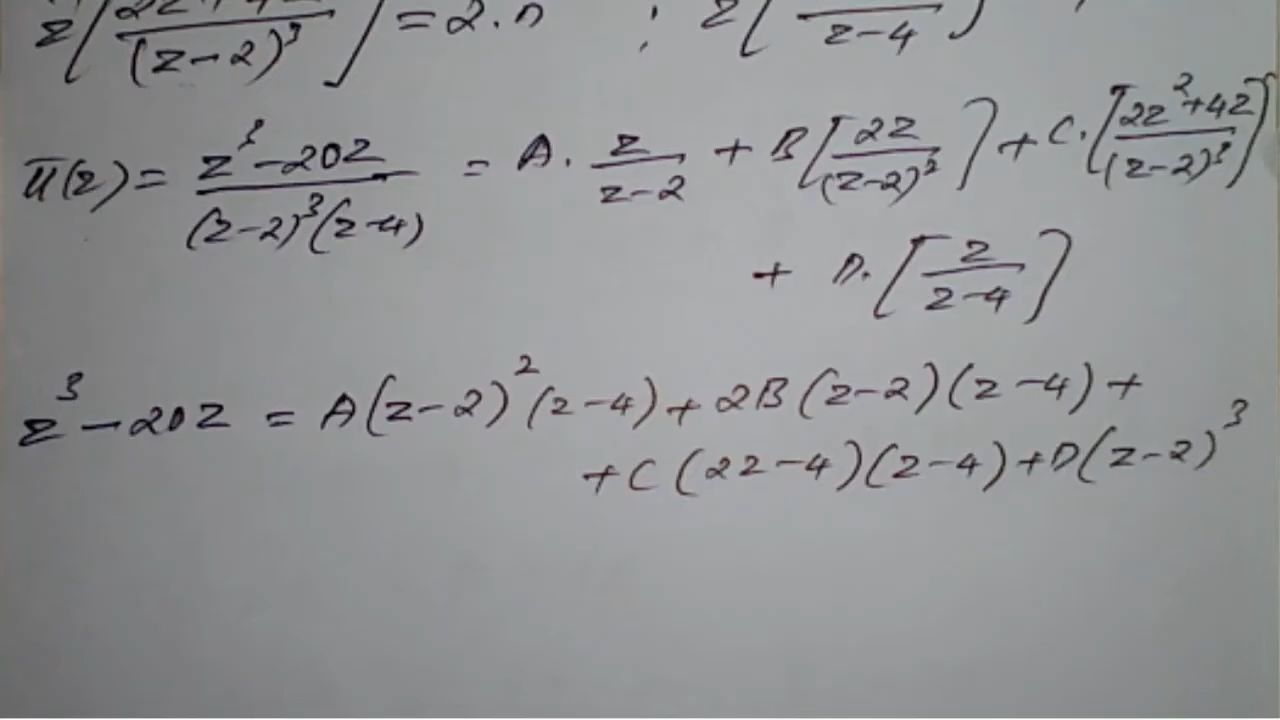 z[2z²+4z/(z-2)³] = 2ⁿ.n ; z[/z-4]
ū(z) = z³-20z/(z-2)³(z-4) = A. z/z-2 + B[2z/(z-2)²] + C.[2z²+4z/(z-2)³]
+ D.[z/z-4]
z³-20z = A(z-2)²(z-4)+2B(z-2)(z-4)+
+C(2z-4)(z-4)+D(z-2)³